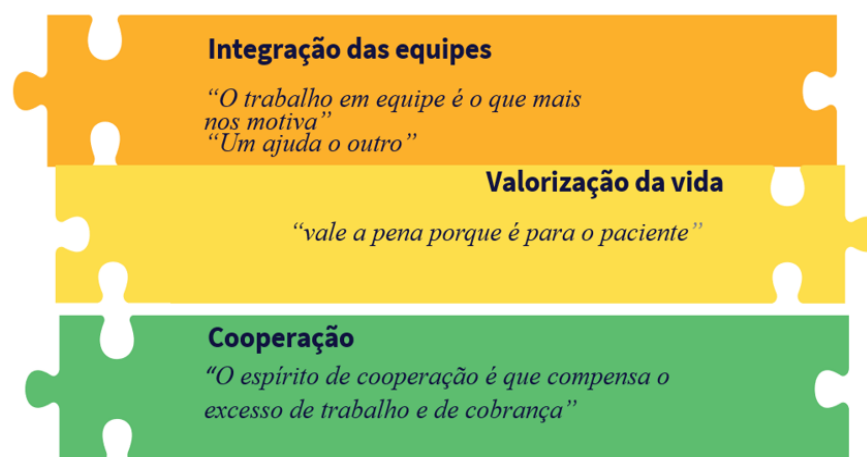 Integração das equipes
“O trabalho em equipe é o que mais
nos motiva”
“Um ajuda o outro”
Valorização da vida
“vale a pena porque é para o paciente”
Cooperação
“O espírito de cooperação é que compensa o
excesso de trabalho e de cobrança”